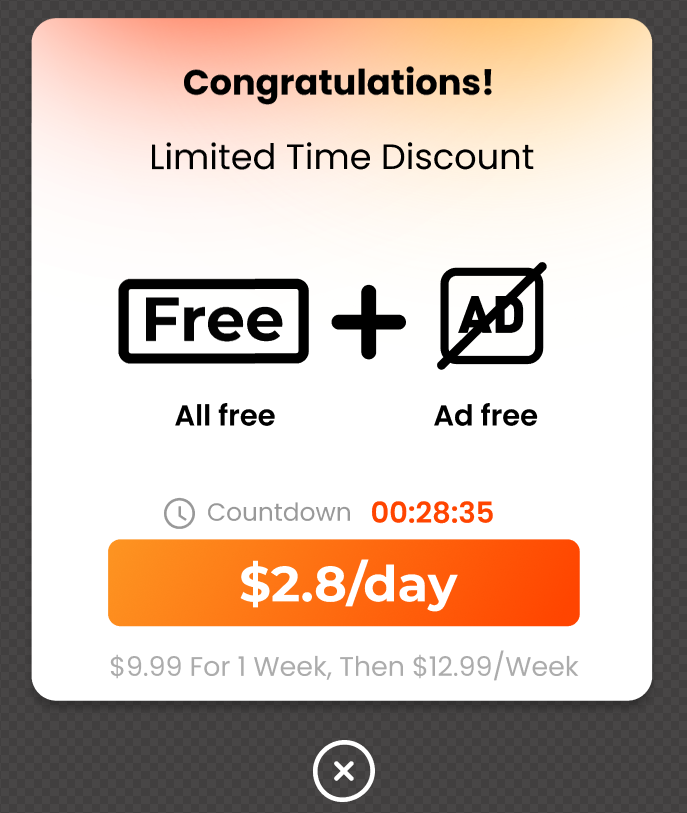 Congratulations!
Limited Time Discount
Free
AD
All free
Ad free
Countdown 00:28:35
$2.8/day
$9.99 For 1 Week, Then $12.99/Week